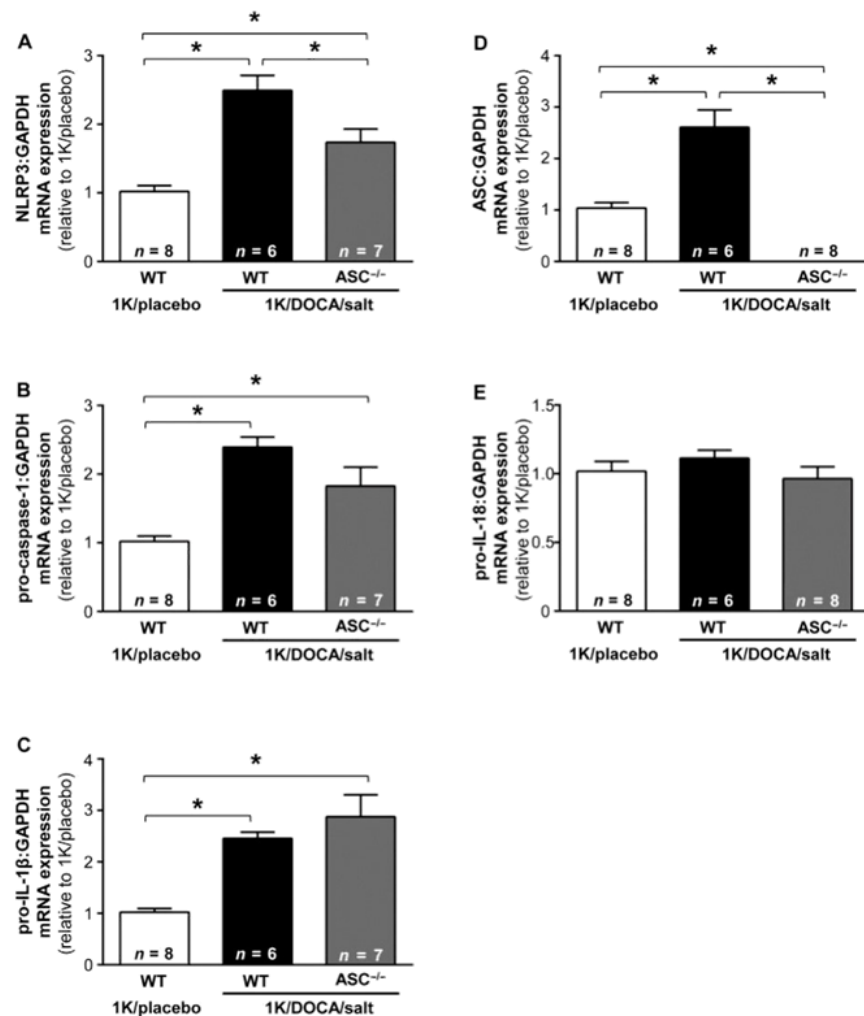 A
NLRP3:GAPDH
mRNA expression
(relative to 1K/placebo)
3
2
1
0
*
* *
n = 8 n = 6 n = 7
WT WT ASC−/−
1K/placebo 1K/DOCA/salt
D
ASC:GAPDH
mRNA expression
(relative to 1K/placebo)
4
3
2
1
0
*
* *
n = 8 n = 6 n = 8
WT WT ASC−/−
1K/placebo 1K/DOCA/salt
B
pro-caspase-1:GAPDH
mRNA expression
(relative to 1K/placebo)
3
2
1
0
*
*
n = 8 n = 6 n = 7
WT WT ASC−/−
1K/placebo 1K/DOCA/salt
E
pro-IL-18:GAPDH
mRNA expression
(relative to 1K/placebo)
1.5
1.0
0.5
0
n = 8 n = 6 n = 8
WT WT ASC−/−
1K/placebo 1K/DOCA/salt
C
pro-IL-1β:GAPDH
mRNA expression
(relative to 1K/placebo)
4
3
2
1
0
*
*
n = 8 n = 6 n = 7
WT WT ASC−/−
1K/placebo 1K/DOCA/salt